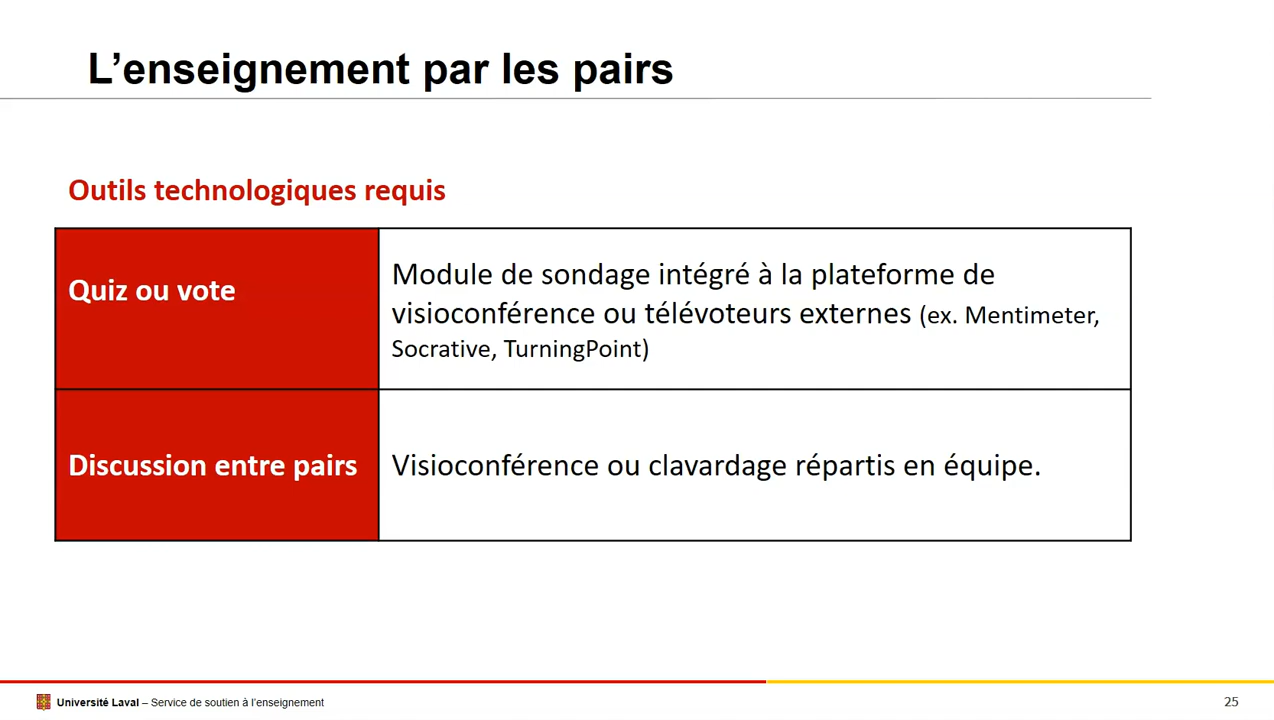 L’enseignement par les pairs
Outils technologiques requis
Quiz ou vote
Module de sondage intégré à la plateforme de
visioconférence ou télévoteurs externes (ex. Mentimeter,
Socrative, TurningPoint)
Discussion entre pairs
Visioconférence ou clavardage répartis en équipe.
Université Laval – Service de soutien à l’enseignement
25